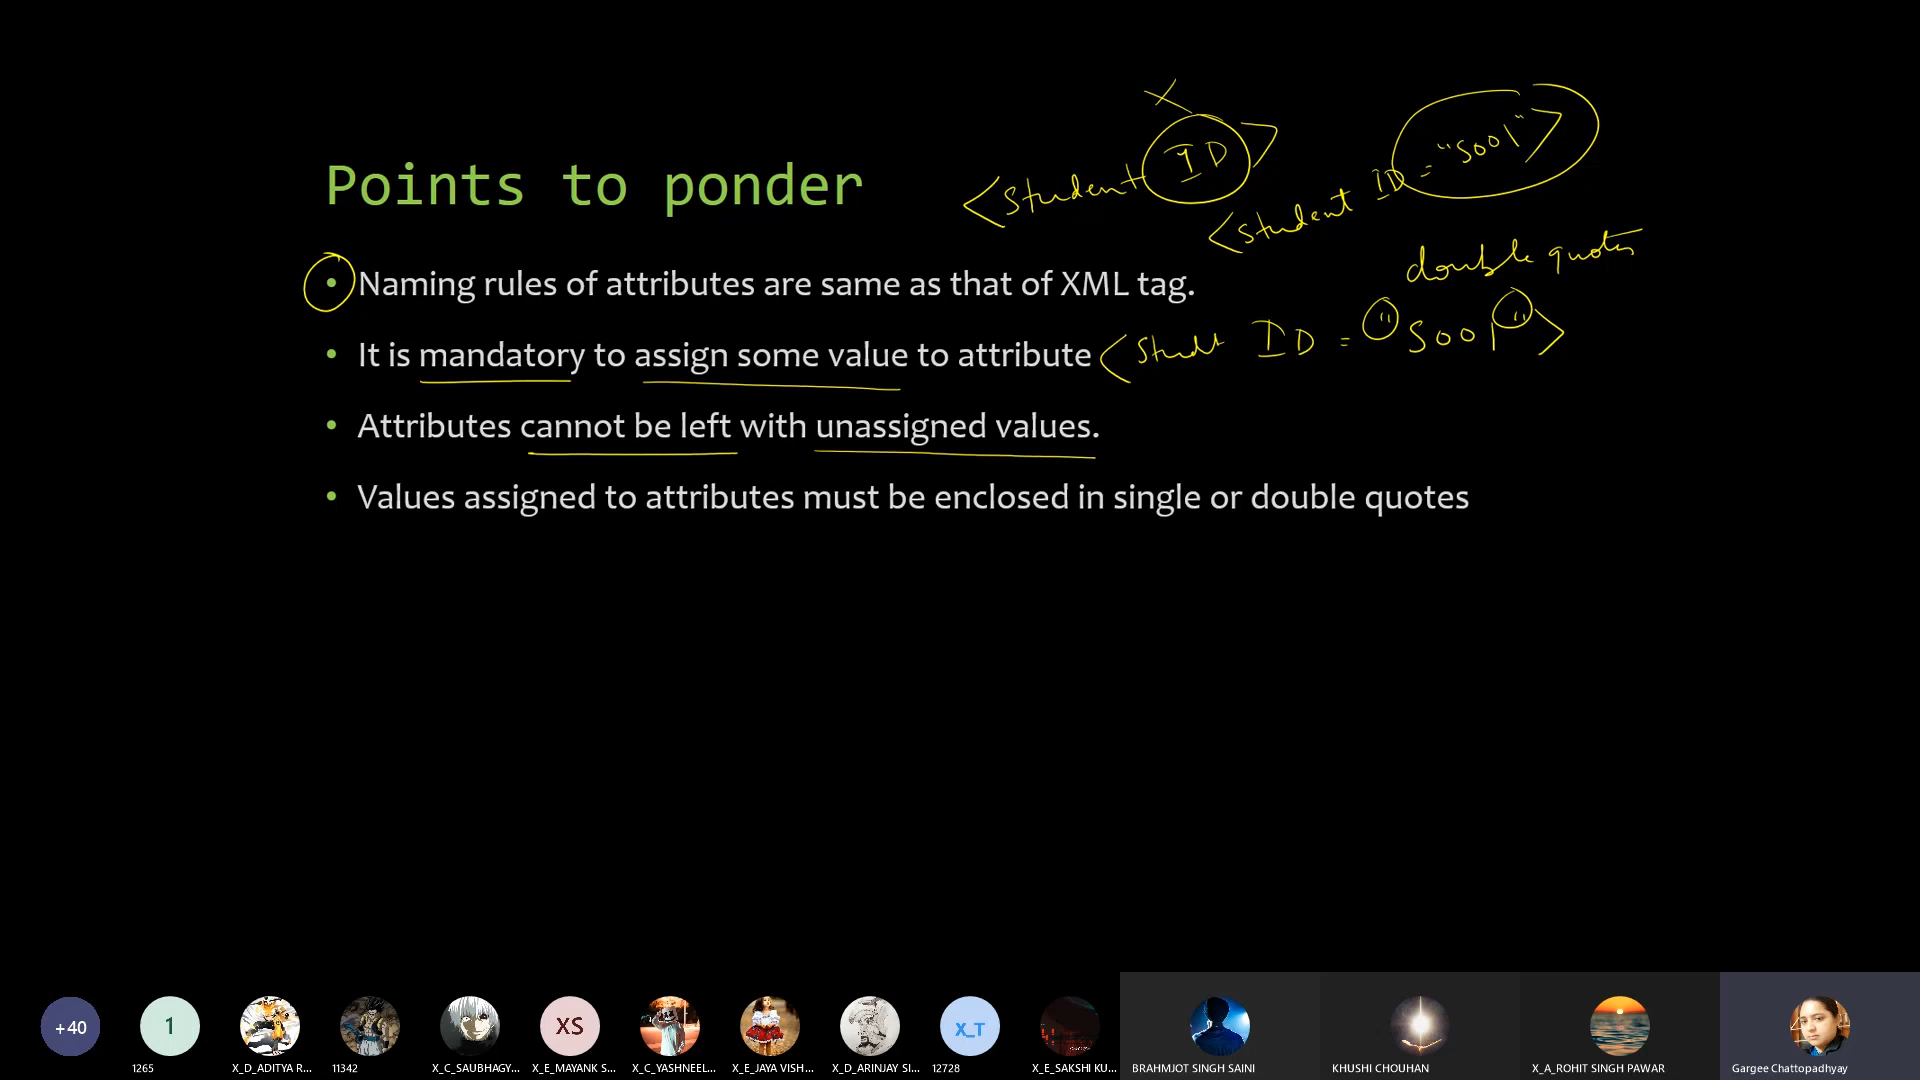 X
<Student ID>
<Student ID = "S001">
Points to ponder
double quotes
• Naming rules of attributes are same as that of XML tag.
• It is mandatory to assign some value to attribute <Studt ID = "S001">
• Attributes cannot be left with unassigned values.
• Values assigned to attributes must be enclosed in single or double quotes
+40
1
XS
X_T
1265
X_D_ADITYA R...
11342
X_C_SAUBHAGY...
X_E_MAYANK S...
X_C_YASHNEEL...
X_E_JAYA VISH...
X_D_ARINJAY SI...
12728
X_E_SAKSHI KU...
BRAHMJOT SINGH SAINI
KHUSHI CHOUHAN
X_A_ROHIT SINGH PAWAR
Gargee Chattopadhyay